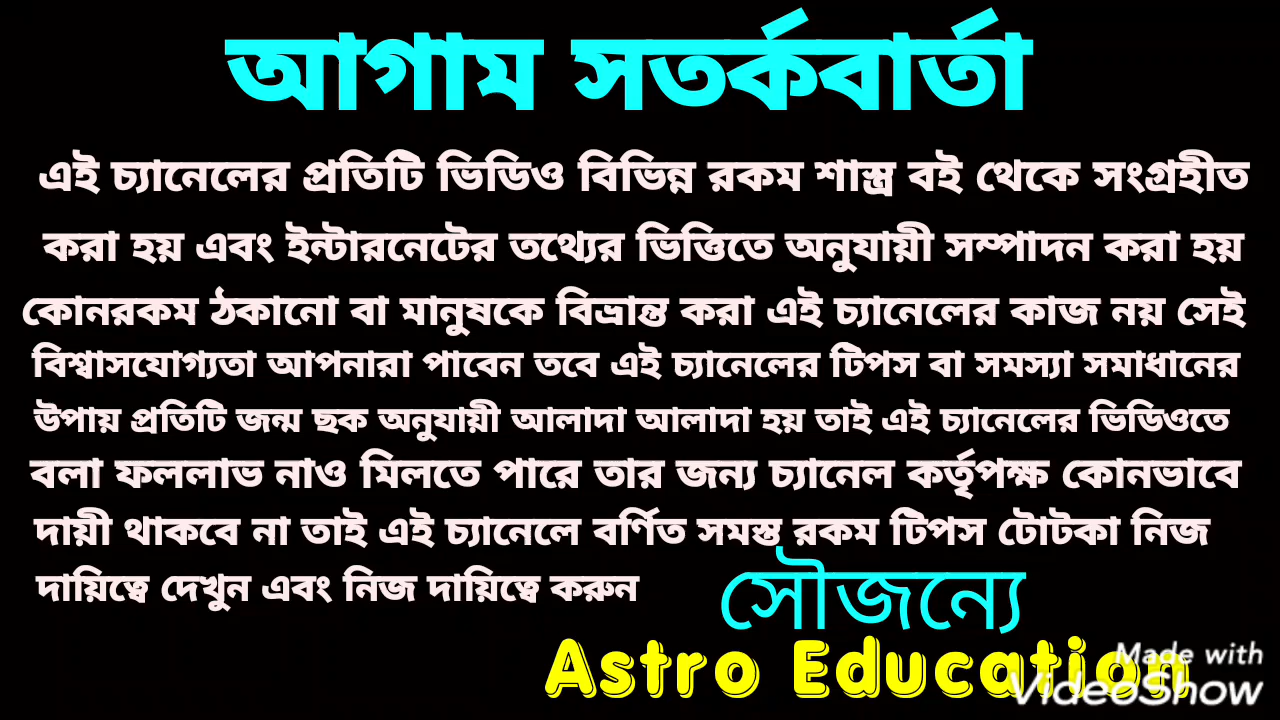 আগাম সতর্কবার্তা
এই চ্যানেলের প্রতিটি ভিডিও বিভিন্ন রকম শাস্ত্র বই থেকে সংগ্রহীত
করা হয় এবং ইন্টারনেটের তথ্যের ভিত্তিতে অনুযায়ী সম্পাদন করা হয়
কোনরকম ঠকানো বা মানুষকে বিভ্রান্ত করা এই চ্যানেলের কাজ নয় সেই
বিশ্বাসযোগ্যতা আপনারা পাবেন তবে এই চ্যানেলের টিপস বা সমস্যা সমাধানের
উপায় প্রতিটি জন্ম ছক অনুযায়ী আলাদা আলাদা হয় তাই এই চ্যানেলের ভিডিওতে
বলা ফললাভ নাও মিলতে পারে তার জন্য চ্যানেল কর্তৃপক্ষ কোনভাবে
দায়ী থাকবে না তাই এই চ্যানেলে বর্ণিত সমস্ত রকম টিপস টোটকা নিজ
দায়িত্বে দেখুন এবং নিজ দায়িত্বে করুন
সৌজন্যে
Astro Education
Made with
VideoShow